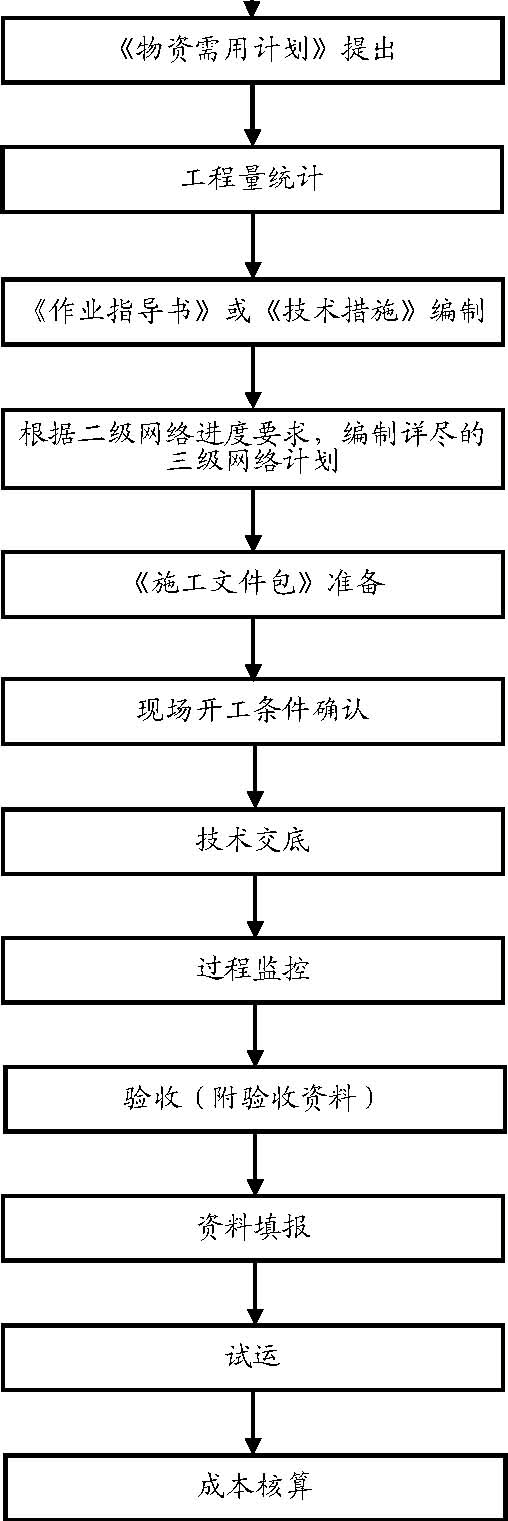 《物资需用计划》提出
工程量统计
《作业指导书》或《技术措施》编制
根据二级网络进度要求，编制详尽的
三级网络计划
《施工文件包》准备
现场开工条件确认
技术交底
过程监控
验收（附验收资料）
资料填报
试运
成本核算